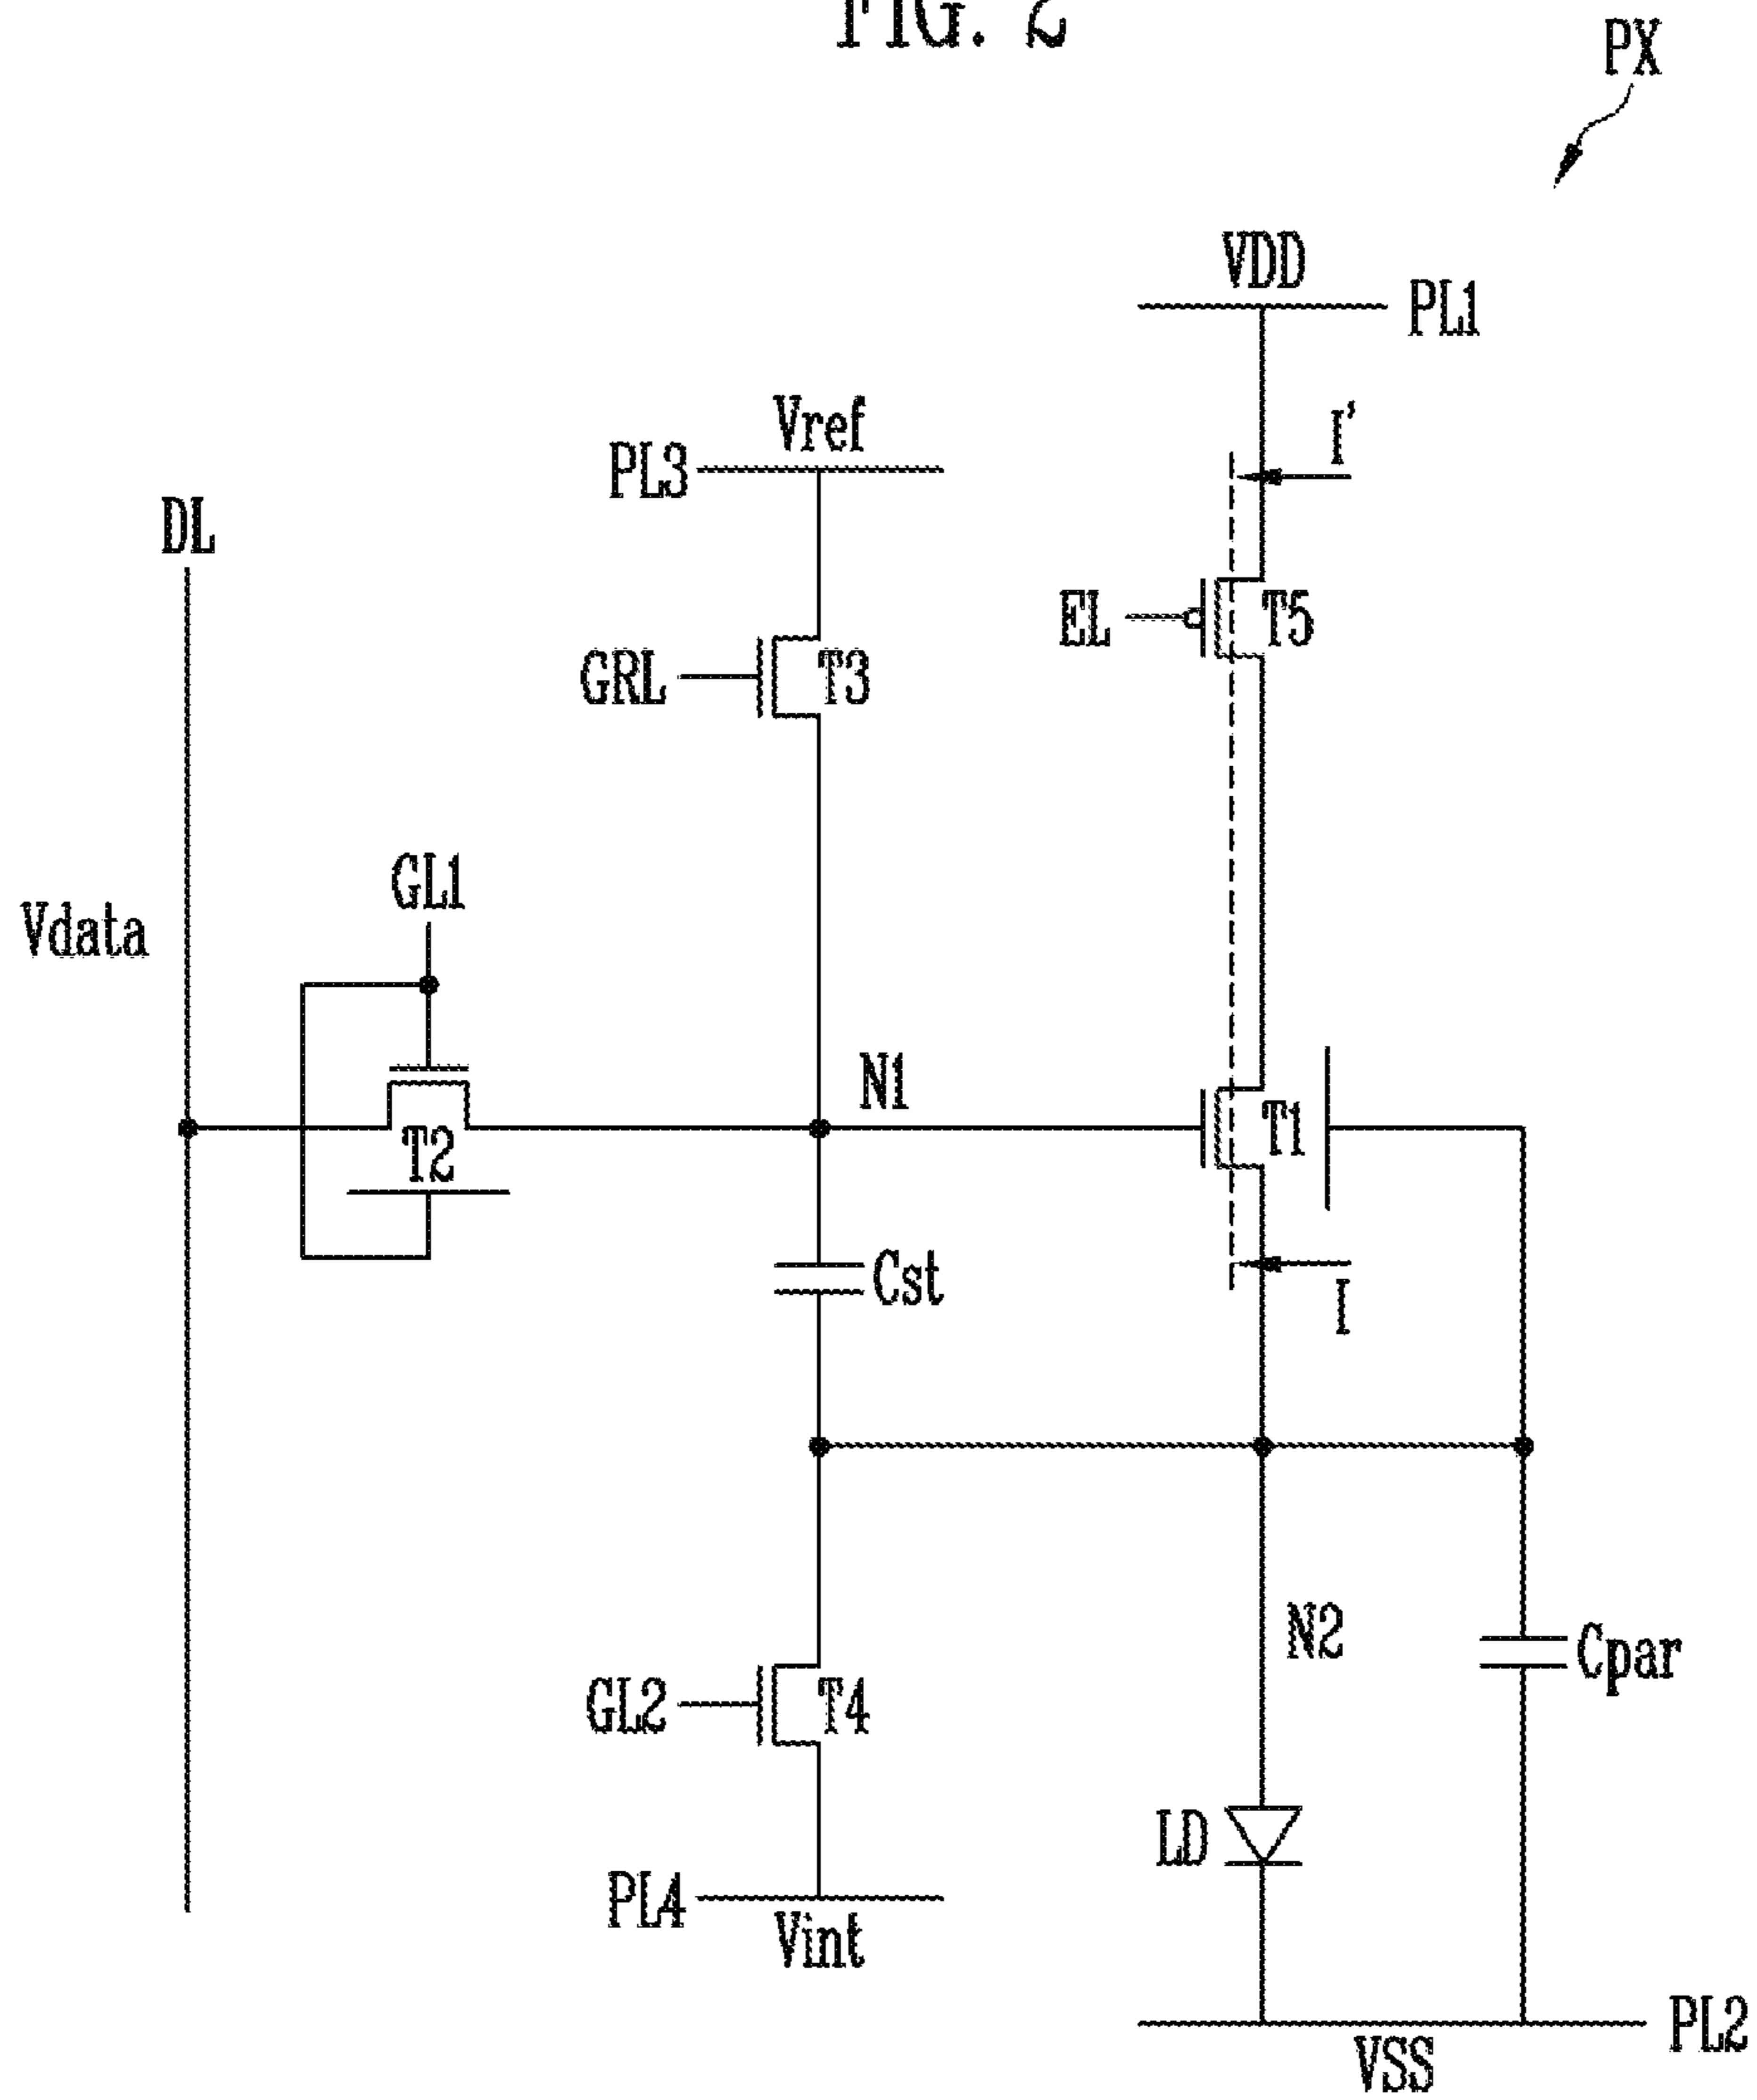 FIG. 2
PX
VDD
PL1
Vref
PL3
I'
DL
EL
T5
GRL
T3
GL1
Vdata
N1
T2
T1
Cst
I
N2
Cpar
GL2
T4
LD
PL4
Vint
PL2
VSS